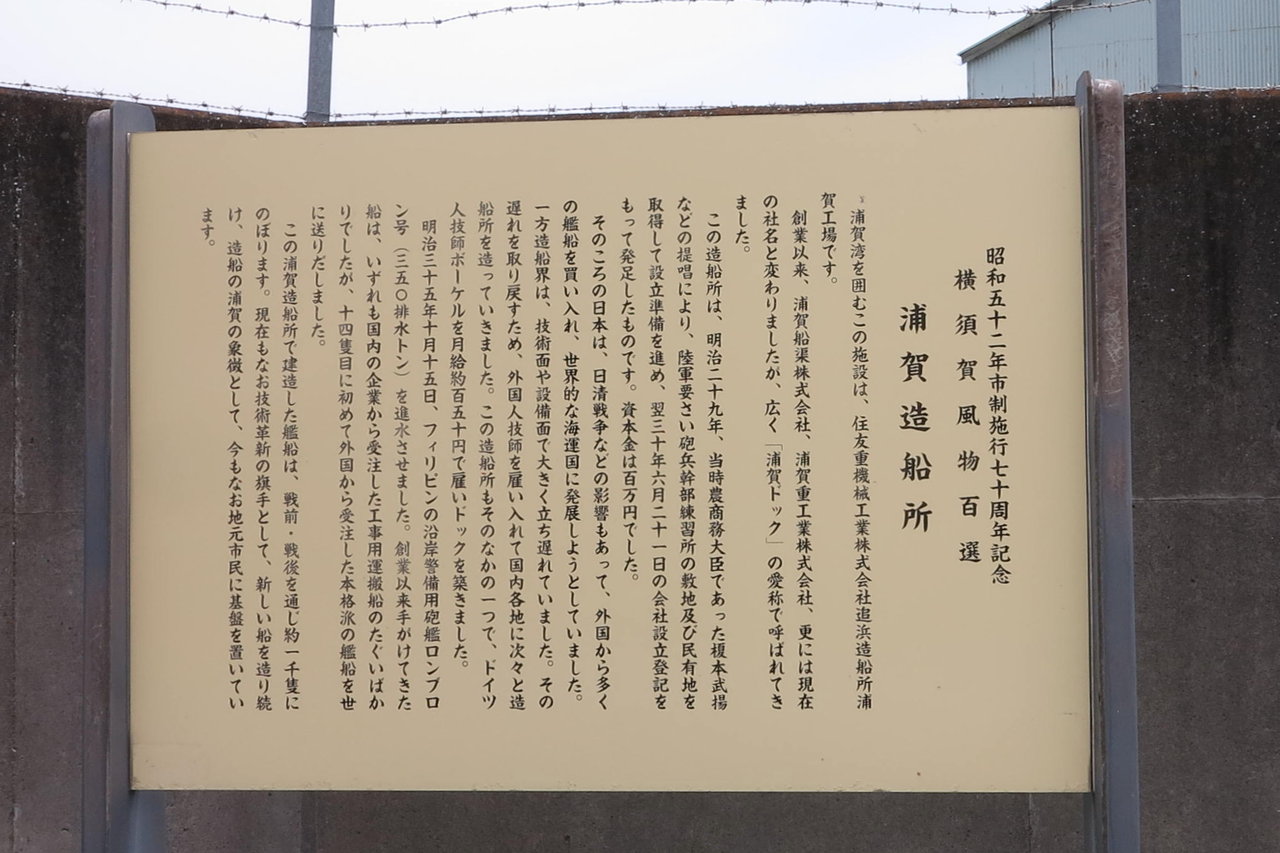 昭和五十二年市制施行七十周年記念
横須賀風物百選
浦賀造船所
浦賀湾を囲むこの施設は、住友重機械工業株式会社追浜造船所浦
賀工場です。
創業以来、浦賀船渠株式会社、浦賀重工業株式会社、更には現在
の社名と変わりましたが、広く「浦賀ドック」の愛称で呼ばれてき
ました。
この造船所は、明治二十九年、当時農商務大臣であった榎本武揚
などの提唱により、陸軍要さい砲兵幹部練習所の敷地及び民有地を
取得して設立準備を進め、翌三十年六月二十一日の会社設立登記を
もって発足したものです。資本金は百万円でした。
そのころの日本は、日清戦争などの影響もあって、外国から多く
の艦船を買い入れ、世界的な海運国に発展しようとしていました。
一方造船界は、技術面や設備面で大きく立ち遅れていました。その
遅れを取り戻すため、外国人技師を雇い入れて国内各地に次々と造
船所を造っていきました。この造船所もそのなかの一つで、ドイツ
人技師ボーケルを月給約百五十円で雇いドックを築きました。
明治三十五年十月十五日、フィリピンの沿岸警備用砲艦ロンブロ
ン号（三五〇排水トン）を進水させました。創業以来手がけてきた
船は、いずれも国内の企業から受注した工事用運搬船のたぐいばか
りでしたが、十四隻目に初めて外国から受注した本格派の艦船を世
に送りだしました。
この浦賀造船所で建造した艦船は、戦前・戦後を通じ約一千隻に
のぼります。現在もなお技術革新の旗手として、新しい船を造り続
け、造船の浦賀の象徴として、今もなお地元市民に基盤を置いてい
ます。